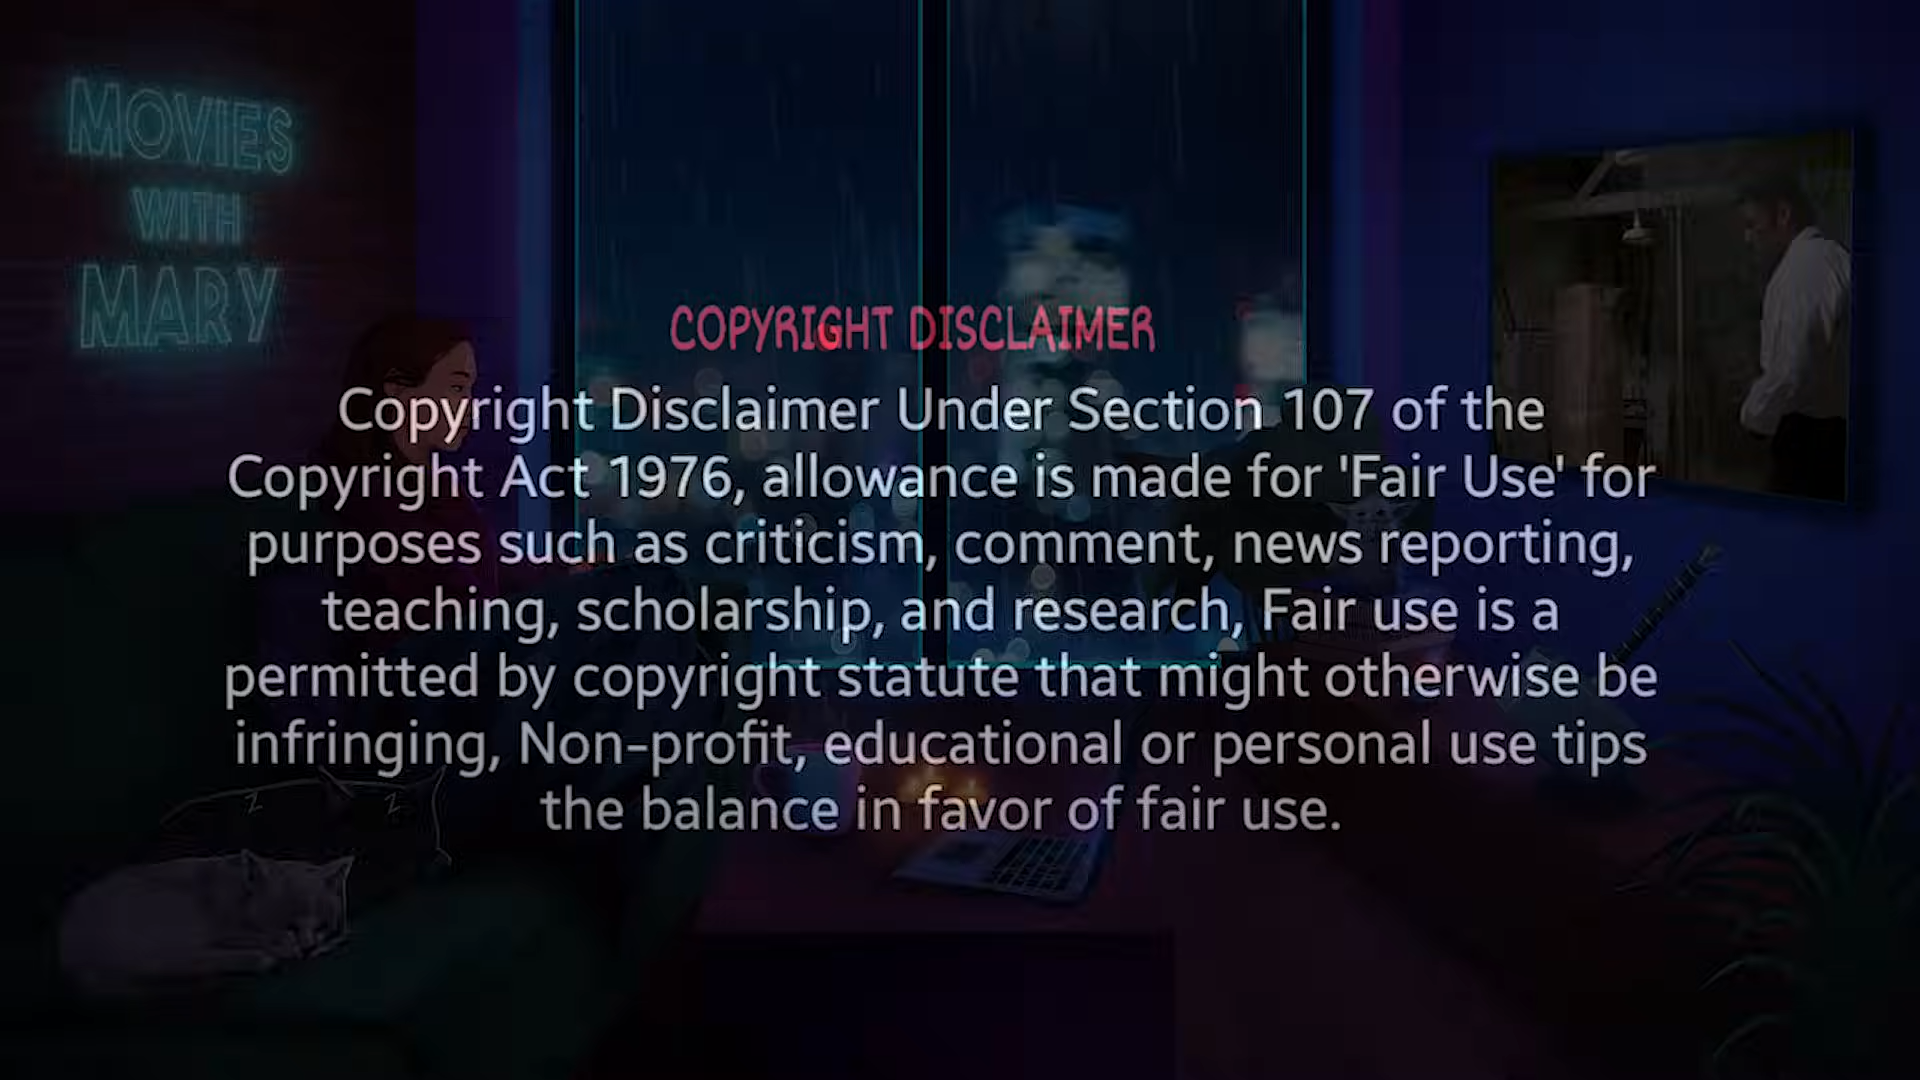 MOVIES
WITH
MARY
COPYRIGHT DISCLAIMER
Copyright Disclaimer Under Section 107 of the
Copyright Act 1976, allowance is made for 'Fair Use' for
purposes such as criticism, comment, news reporting,
teaching, scholarship, and research, Fair use is a
permitted by copyright statute that might otherwise be
infringing, Non-profit, educational or personal use tips
the balance in favor of fair use.
z z